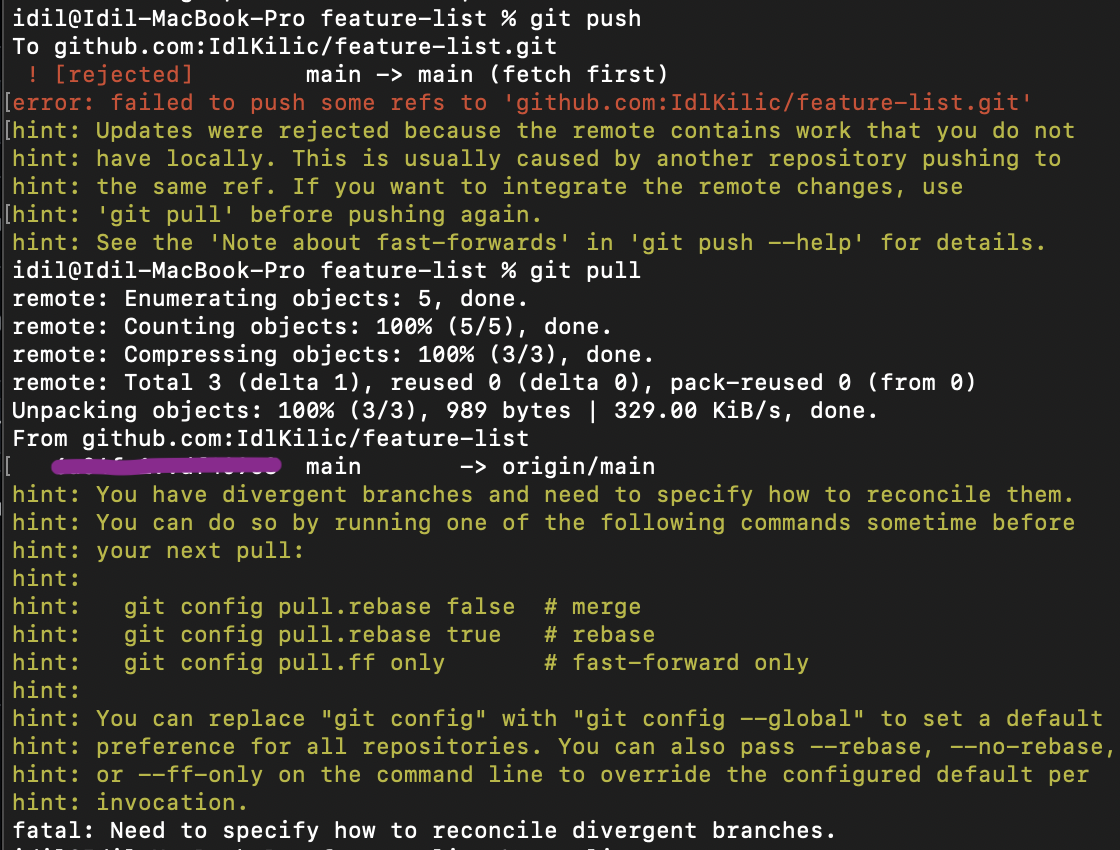 idil@Idil-MacBook-Pro feature-list % git push
To github.com:IdlKilic/feature-list.git
 ! [rejected]        main -> main (fetch first)
error: failed to push some refs to 'github.com:IdlKilic/feature-list.git'
hint: Updates were rejected because the remote contains work that you do not
hint: have locally. This is usually caused by another repository pushing to
hint: the same ref. If you want to integrate the remote changes, use
hint: 'git pull' before pushing again.
hint: See the 'Note about fast-forwards' in 'git push --help' for details.
idil@Idil-MacBook-Pro feature-list % git pull
remote: Enumerating objects: 5, done.
remote: Counting objects: 100% (5/5), done.
remote: Compressing objects: 100% (3/3), done.
remote: Total 3 (delta 1), reused 0 (delta 0), pack-reused 0 (from 0)
Unpacking objects: 100% (3/3), 989 bytes | 329.00 KiB/s, done.
From github.com:IdlKilic/feature-list
main       -> origin/main
hint: You have divergent branches and need to specify how to reconcile them.
hint: You can do so by running one of the following commands sometime before
hint: your next pull:
hint:
hint:   git config pull.rebase false  # merge
hint:   git config pull.rebase true   # rebase
hint:   git config pull.ff only       # fast-forward only
hint:
hint: You can replace "git config" with "git config --global" to set a default
hint: preference for all repositories. You can also pass --rebase, --no-rebase,
hint: or --ff-only on the command line to override the configured default per
hint: invocation.
fatal: Need to specify how to reconcile divergent branches.